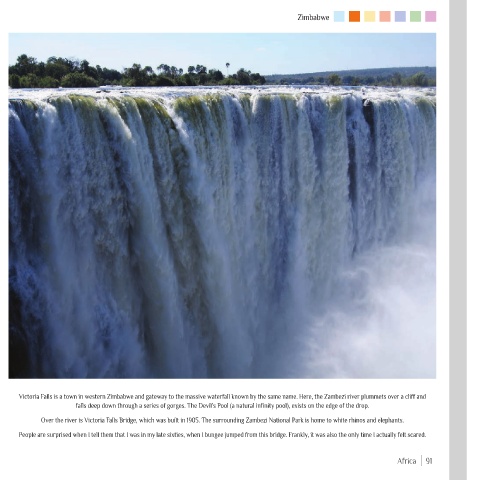 Zimbabwe
Victoria Falls is a town in western Zimbabwe and gateway to the massive waterfall known by the same name. Here, the Zambezi river plummets over a cliff and
falls deep down through a series of gorges. The Devil's Pool (a natural infinity pool), exists on the edge of the drop.
Over the river is Victoria Falls Bridge, which was built in 1905. The surrounding Zambezi National Park is home to white rhinos and elephants.
People are surprised when I tell them that I was in my late sixties, when I bungee jumped from this bridge. Frankly, it was also the only time I actually felt scared.
Africa | 91